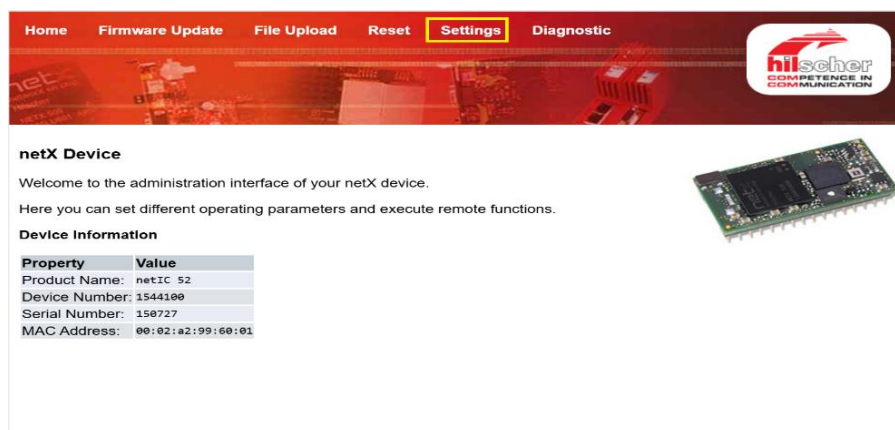 Home Firmware Update File Upload Reset Settings Diagnostic
hilscher
COMPETENCE IN
COMMUNICATION
netX Device
Welcome to the administration interface of your netX device.
Here you can set different operating parameters and execute remote functions.
Device Information
Property Value
Product Name: netIC 52
Device Number: 1544100
Serial Number: 150727
MAC Address: 00:02:a2:99:60:01